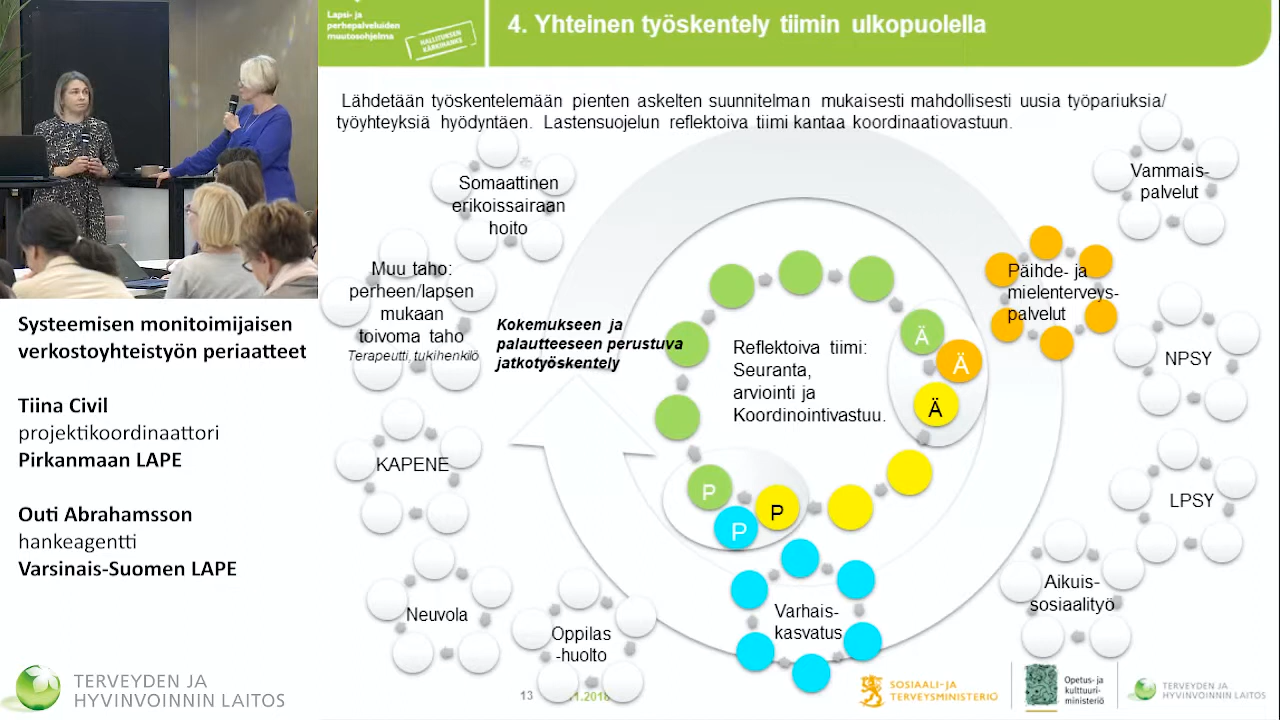 Lapsi- ja
perhepalveluiden
muutosohjelma
HALLITUKSEN
KÄRKIHANKE
4. Yhteinen työskentely tiimin ulkopuolella
Lähdetään työskentelemään pienten askelten suunnitelman mukaisesti mahdollisesti uusia työpariuksia/
työyhteyksiä hyödyntäen. Lastensuojelun reflektoiva tiimi kantaa koordinaatiovastuun.
Somaattinen
erikoissairaan
hoito
Vammais-
palvelut
Muu taho:
perheen/lapsen
mukaan
toivoma taho
Terapeutti, tukihenkilö
Päihde- ja
mielenterveys-
palvelut
Kokemukseen ja
palautteeseen perustuva
jatkotyöskentely
Reflektoiva tiimi:
Seuranta,
arviointi ja
Koordinointivastuu.
Ä
Ä
Ä
NPSY
KAPENE
P
P
P
LPSY
Aikuis-
sosiaalityö
Neuvola
Oppilas
-huolto
Varhais-
kasvatus
Systeemisen monitoimijaisen
verkostoyhteistyön periaatteet
Tiina Civil
projektikoordinaattori
Pirkanmaan LAPE
Outi Abrahamsson
hankeagentti
Varsinais-Suomen LAPE
TERVEYDEN JA
HYVINVOINNIN LAITOS
13
.11.2018
SOSIAALI- JA
TERVEYSMINISTERIÖ
Opetus- ja
kulttuuri-
ministeriö
TERVEYDEN JA
HYVINVOINNIN LAITOS